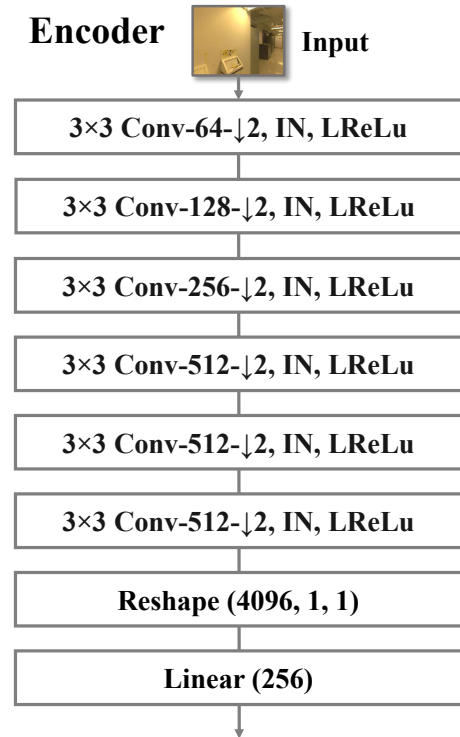 Encoder
Input
3×3 Conv-64-↓2, IN, LReLu
3×3 Conv-128-↓2, IN, LReLu
3×3 Conv-256-↓2, IN, LReLu
3×3 Conv-512-↓2, IN, LReLu
3×3 Conv-512-↓2, IN, LReLu
3×3 Conv-512-↓2, IN, LReLu
Reshape (4096, 1, 1)
Linear (256)